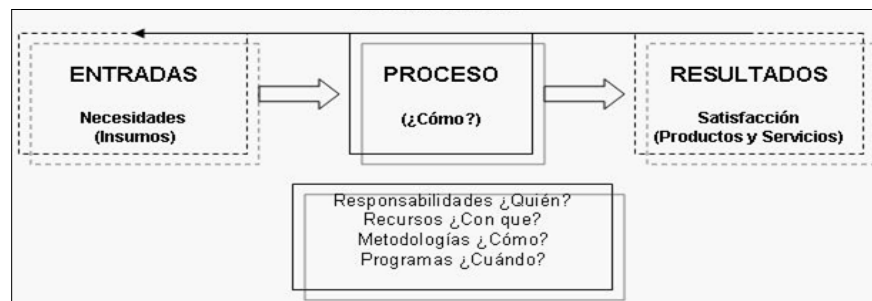 ENTRADAS
Necesidades
(Insumos)
PROCESO
(¿Cómo?)
RESULTADOS
Satisfacción
(Productos y Servicios)
Responsabilidades ¿Quién?
Recursos ¿Con que?
Metodologías ¿Cómo?
Programas ¿Cuándo?